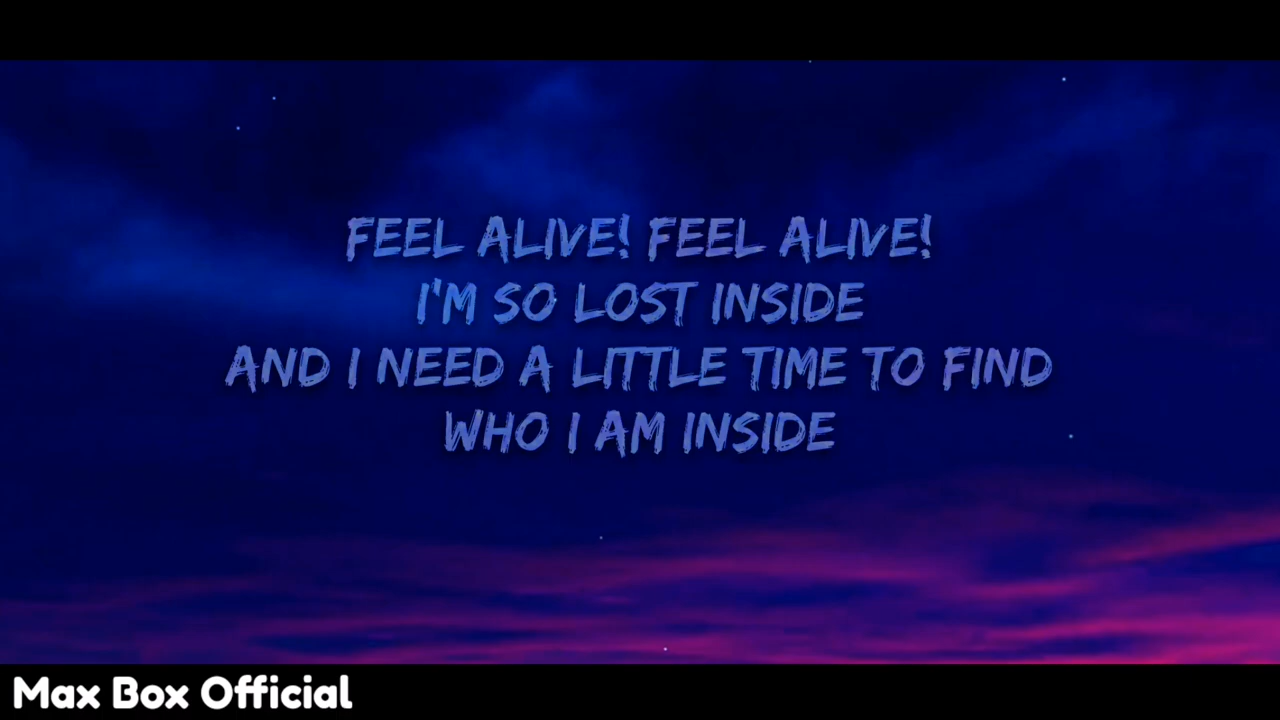 FEEL ALIVE! FEEL ALIVE!
I'M SO LOST INSIDE
AND I NEED A LITTLE TIME TO FIND
WHO I AM INSIDE
Max Box Official